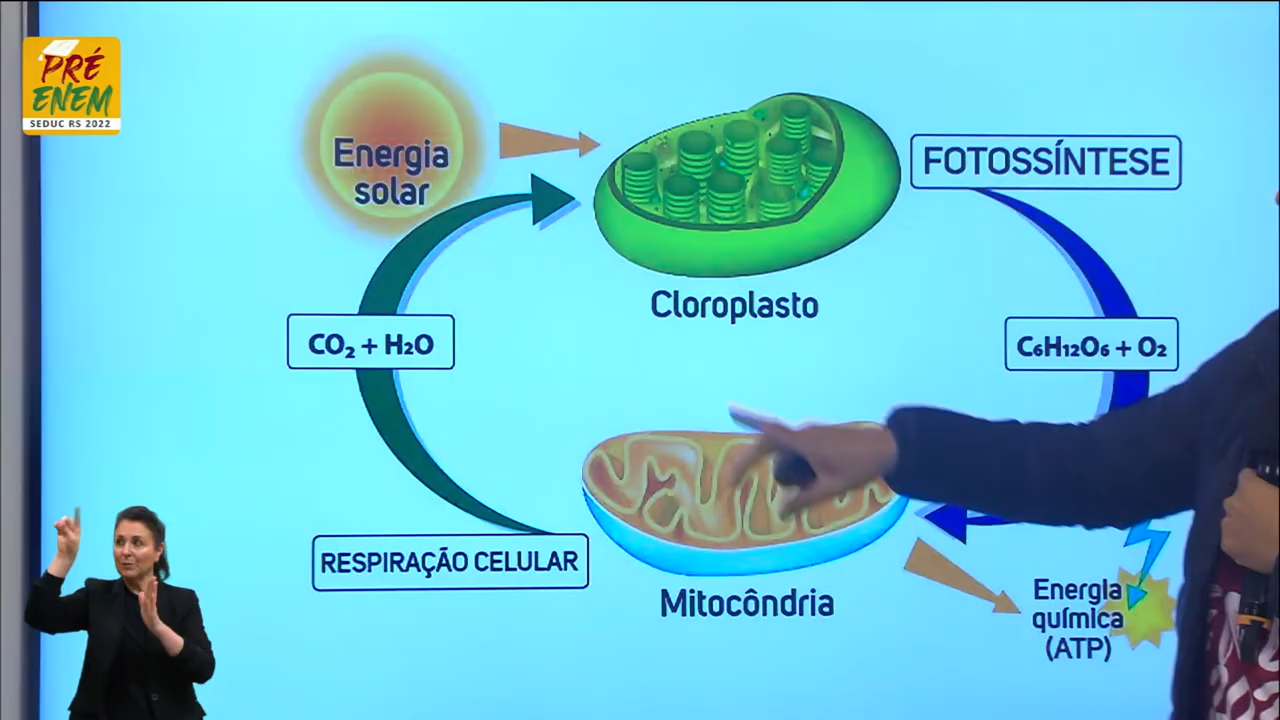 PRÉ
ENEM
SEDUC RS 2022
Energia
solar
FOTOSSÍNTESE
Cloroplasto
CO₂ + H₂O
C₆H₁₂O₆ + O₂
RESPIRAÇÃO CELULAR
Mitocôndria
Energia
química
(ATP)